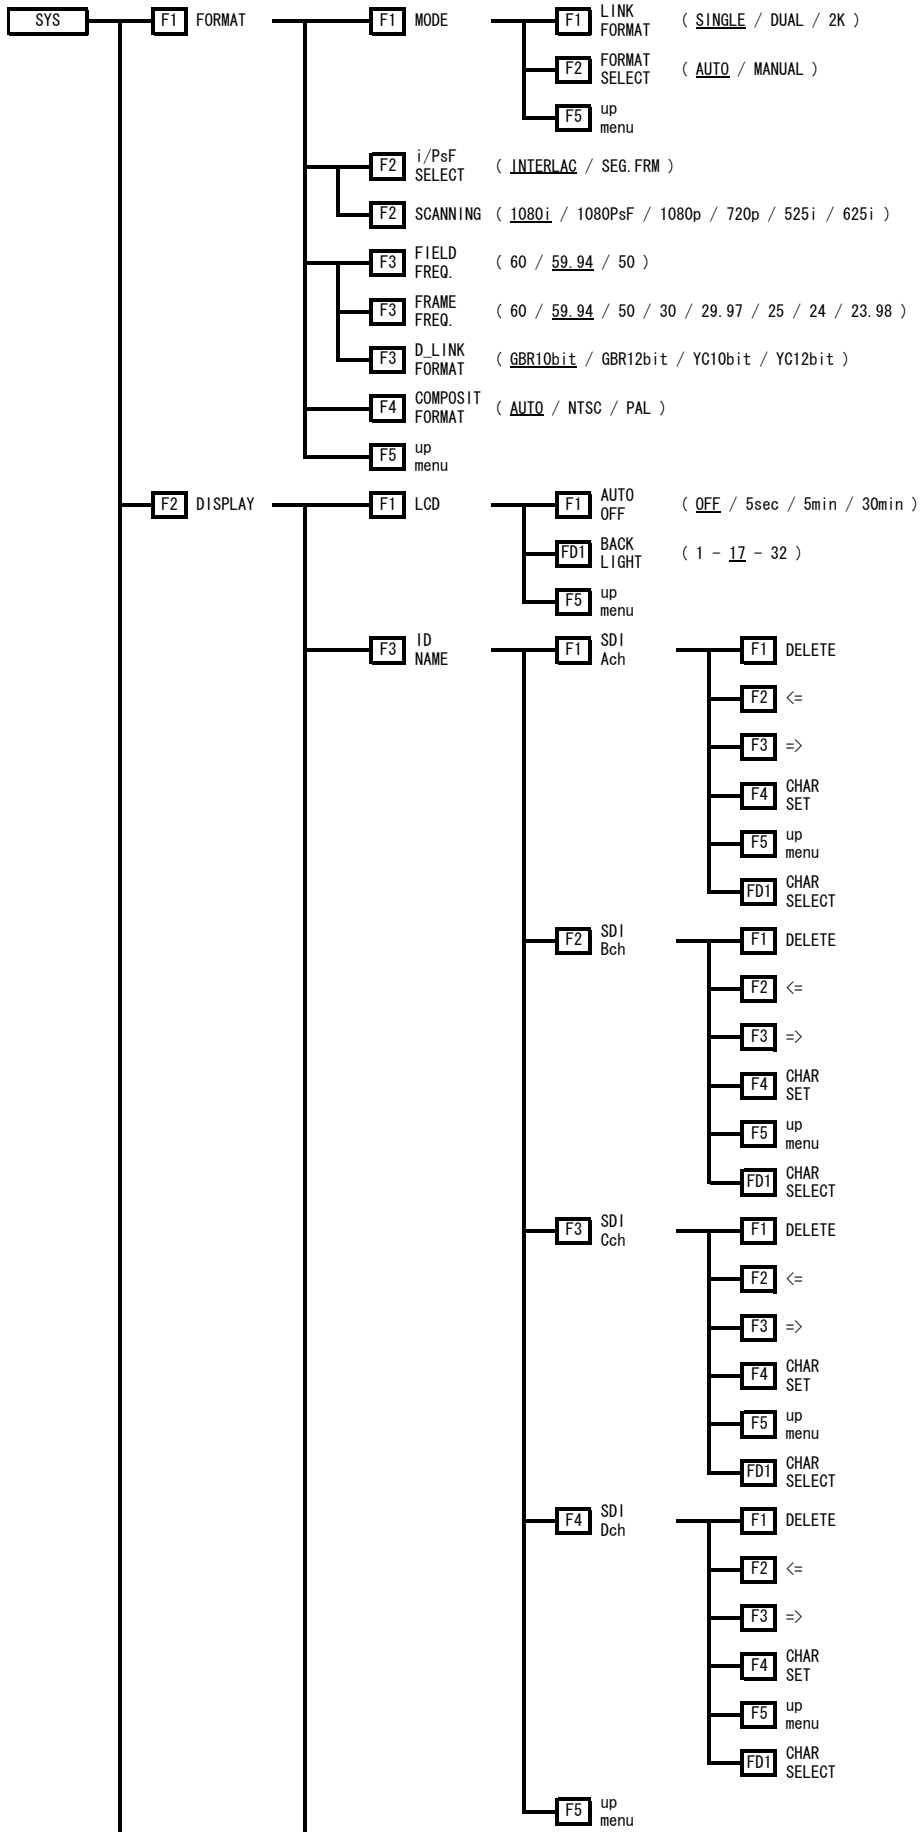 SYS F1 FORMAT F1 MODE F1 LINK FORMAT ( SINGLE / DUAL / 2K )
F2 FORMAT SELECT ( AUTO / MANUAL )
F5 up menu
F2 i/PsF SELECT ( INTERLAC / SEG.FRM )
F2 SCANNING ( 1080i / 1080PsF / 1080p / 720p / 525i / 625i )
F3 FIELD FREQ. ( 60 / 59.94 / 50 )
F3 FRAME FREQ. ( 60 / 59.94 / 50 / 30 / 29.97 / 25 / 24 / 23.98 )
F3 D_LINK FORMAT ( GBR10bit / GBR12bit / YC10bit / YC12bit )
F4 COMPOSIT FORMAT ( AUTO / NTSC / PAL )
F5 up menu
F2 DISPLAY F1 LCD F1 AUTO OFF ( OFF / 5sec / 5min / 30min )
FD1 BACK LIGHT ( 1 - 17 - 32 )
F5 up menu
F3 ID NAME F1 SDI Ach F1 DELETE
F2 <=
F3 =>
F4 CHAR SET
F5 up menu
FD1 CHAR SELECT
F2 SDI Bch F1 DELETE
F2 <=
F3 =>
F4 CHAR SET
F5 up menu
FD1 CHAR SELECT
F3 SDI Cch F1 DELETE
F2 <=
F3 =>
F4 CHAR SET
F5 up menu
FD1 CHAR SELECT
F4 SDI Dch F1 DELETE
F2 <=
F3 =>
F4 CHAR SET
F5 up menu
FD1 CHAR SELECT
F5 up menu